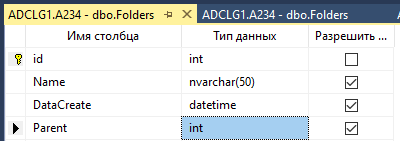 ADCLG1.A234 - dbo.Folders ADCLG1.A234 - dbo.Folders
Имя столбца Тип данных Разрешить ...
id int
Name nvarchar(50)
DataCreate datetime
Parent int